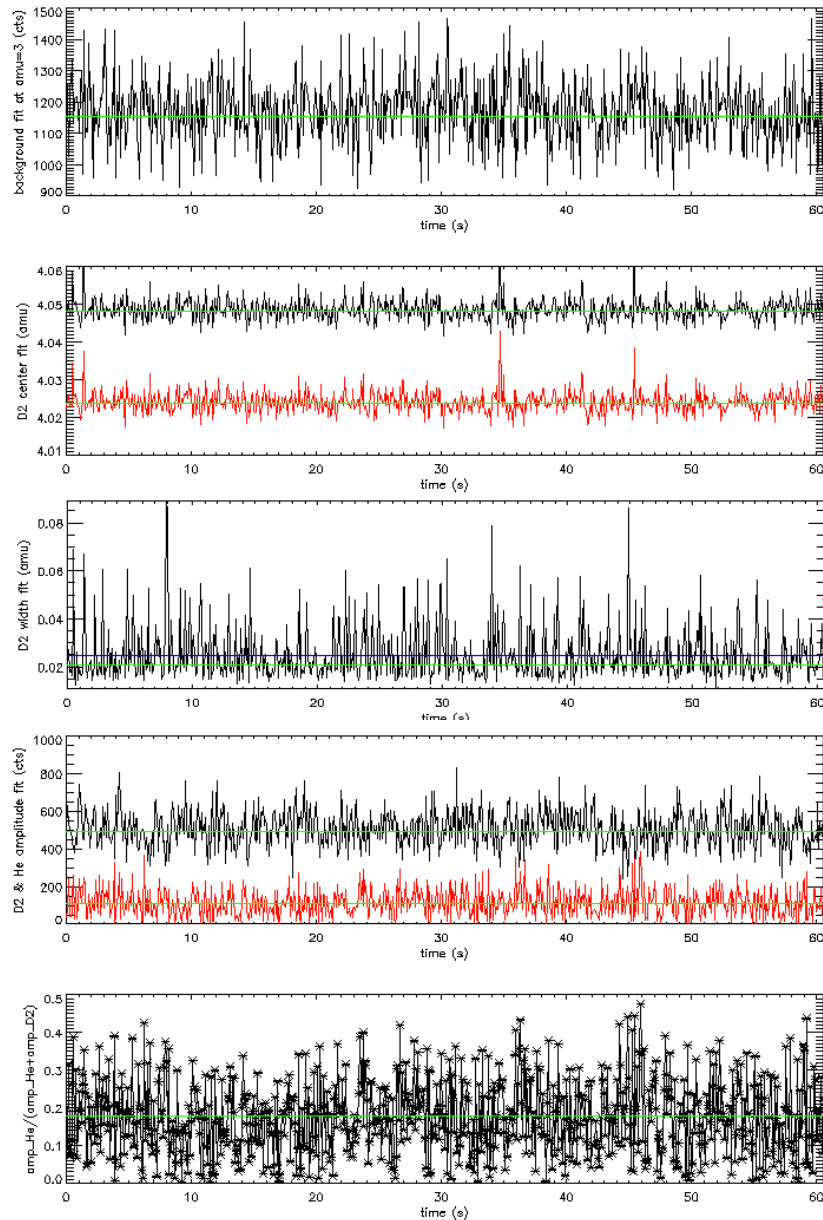 background fit at amu=3 (cts)
1500
1400
1300
1200
1100
1000
900
0 10 20 30 40 50 60
time (s)
D2 center fit (amu)
4.06
4.05
4.04
4.03
4.02
4.01
0 10 20 30 40 50 60
time (s)
D2 width fit (amu)
0.08
0.06
0.04
0.02
0 10 20 30 40 50 60
time (s)
D2 & He amplitude fit (cts)
1000
800
600
400
200
0
0 10 20 30 40 50 60
time (s)
amp_He/(amp_He+amp_D2)
0.5
0.4
0.3
0.2
0.1
0.0
0 10 20 30 40 50 60
time (s)